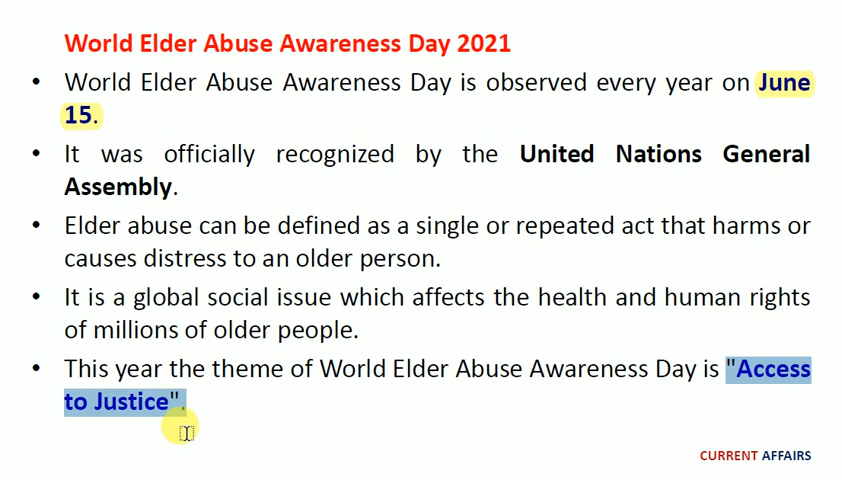 World Elder Abuse Awareness Day 2021
• World Elder Abuse Awareness Day is observed every year on June
15.
• It was officially recognized by the United Nations General
Assembly.
• Elder abuse can be defined as a single or repeated act that harms or
causes distress to an older person.
• It is a global social issue which affects the health and human rights
of millions of older people.
• This year the theme of World Elder Abuse Awareness Day is "Access
to Justice".
CURRENT AFFAIRS